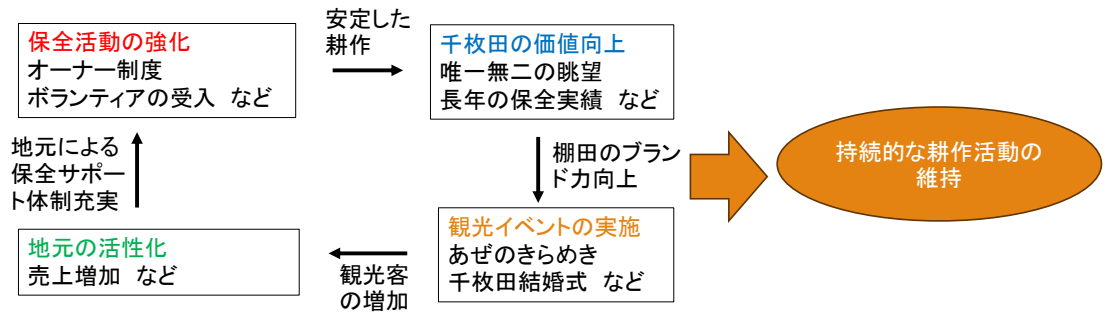 保全活動の強化
オーナー制度
ボランティアの受入 など
安定した
耕作
千枚田の価値向上
唯一無二の眺望
長年の保全実績 など
棚田のブラン
ド力向上
観光イベントの実施
あぜのきらめき
千枚田結婚式 など
観光客
の増加
地元の活性化
売上増加 など
地元による
保全サポー
ト体制充実
持続的な耕作活動の
維持